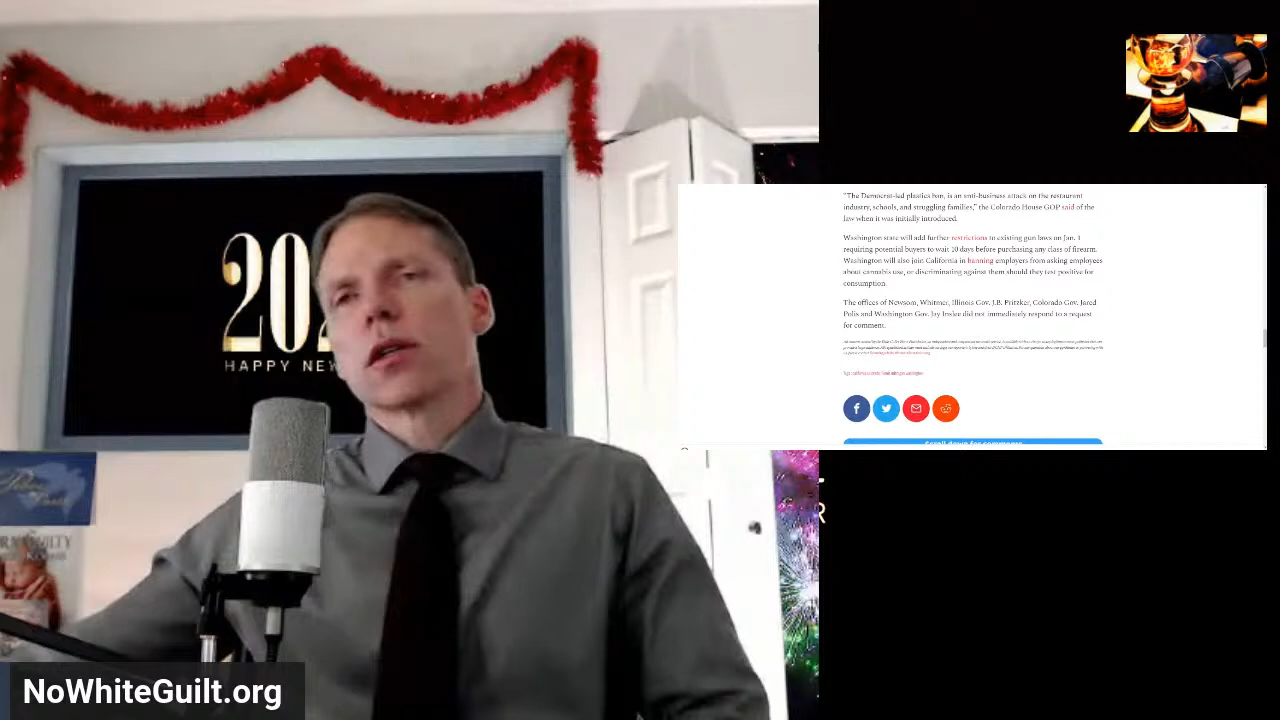 20
HAPPY NEW
"The Democrat-led plastics ban, is an anti-business attack on the restaurant
industry, schools, and struggling families," the Colorado House GOP said of the
law when it was initially introduced.
Washington state will add further restrictions to existing gun laws on Jan. 1
requiring potential buyers to wait 10 days before purchasing any class of firearm.
Washington will also join California in banning employers from asking employees
about cannabis use, or discriminating against them should they test positive for
consumption.
The offices of Newsom, Whitmer, Illinois Gov. J.B. Pritzker, Colorado Gov. Jared
Polis and Washington Gov. Jay Inslee did not immediately respond to a request
for comment.
Scroll down for comments
R
NoWhiteGuilt.org